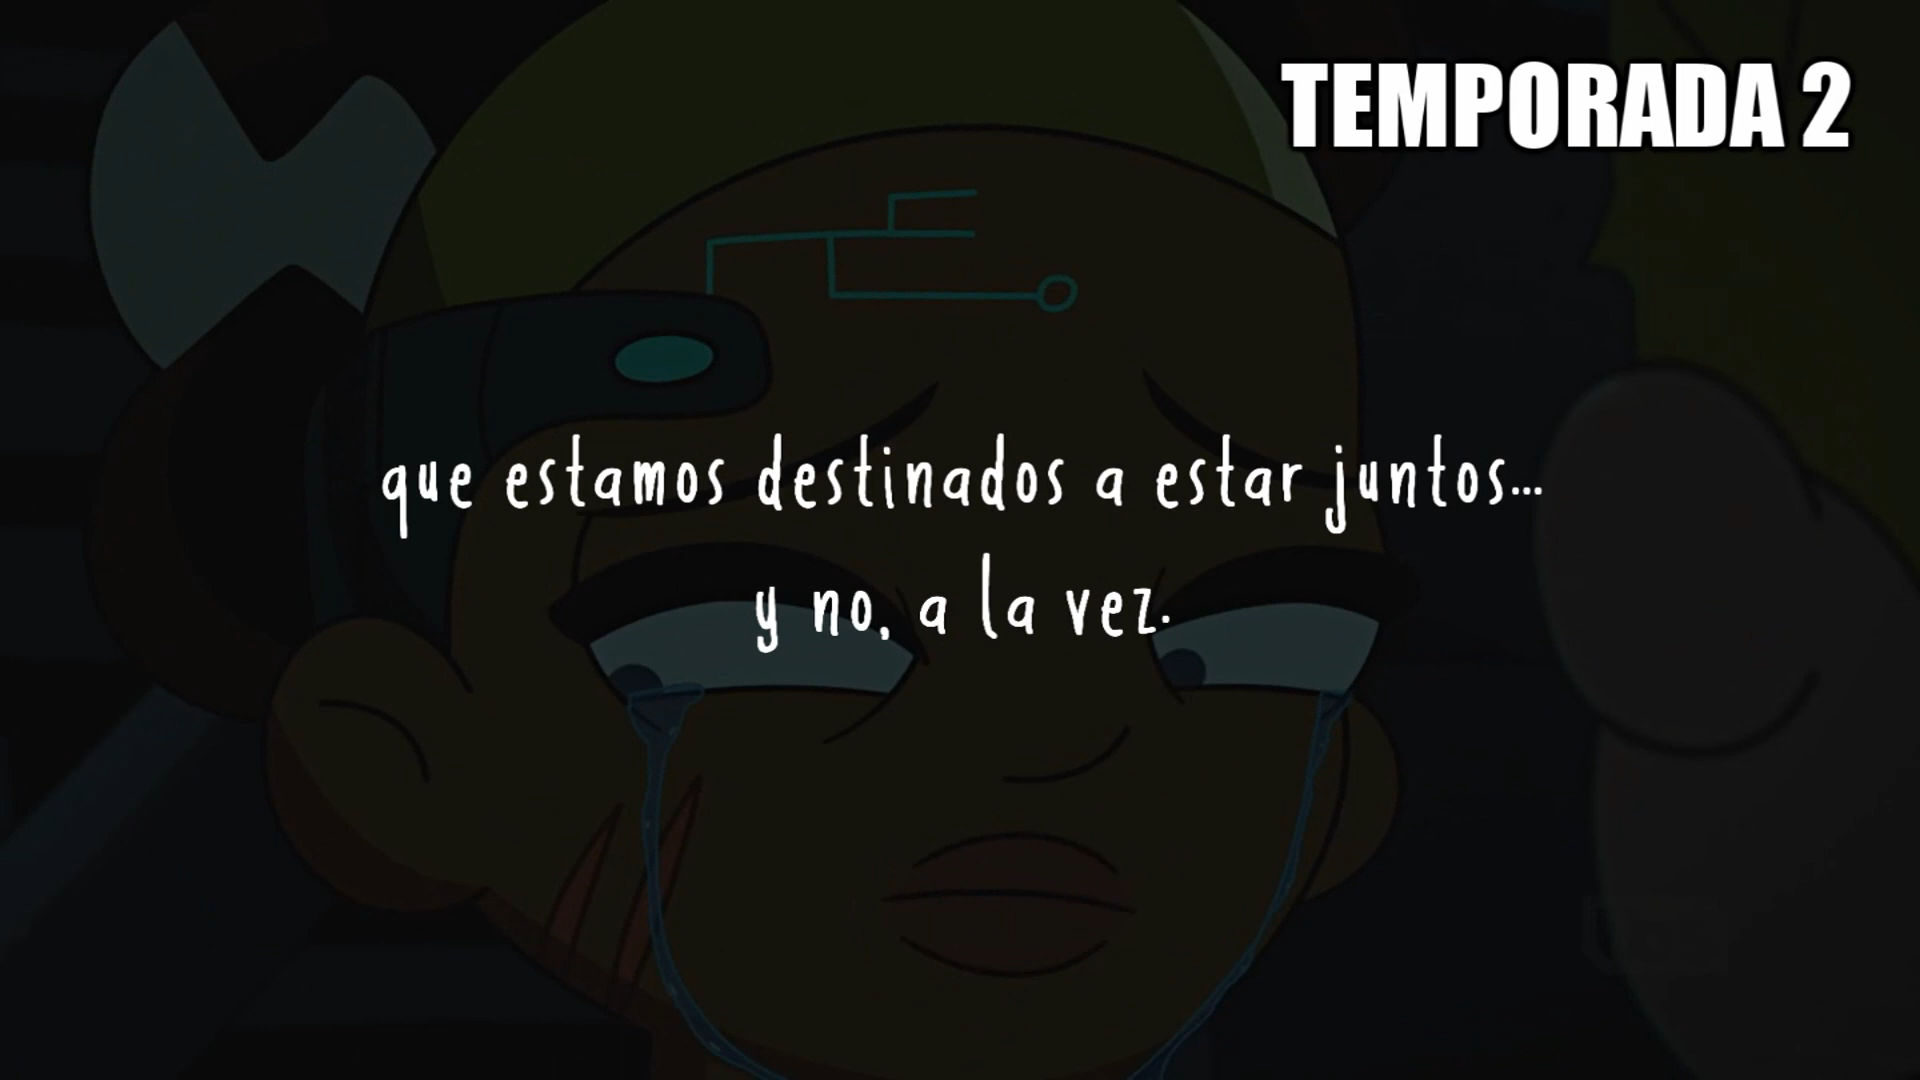 TEMPORADA 2
que estamos destinados a estar juntos...
y no, a la vez.